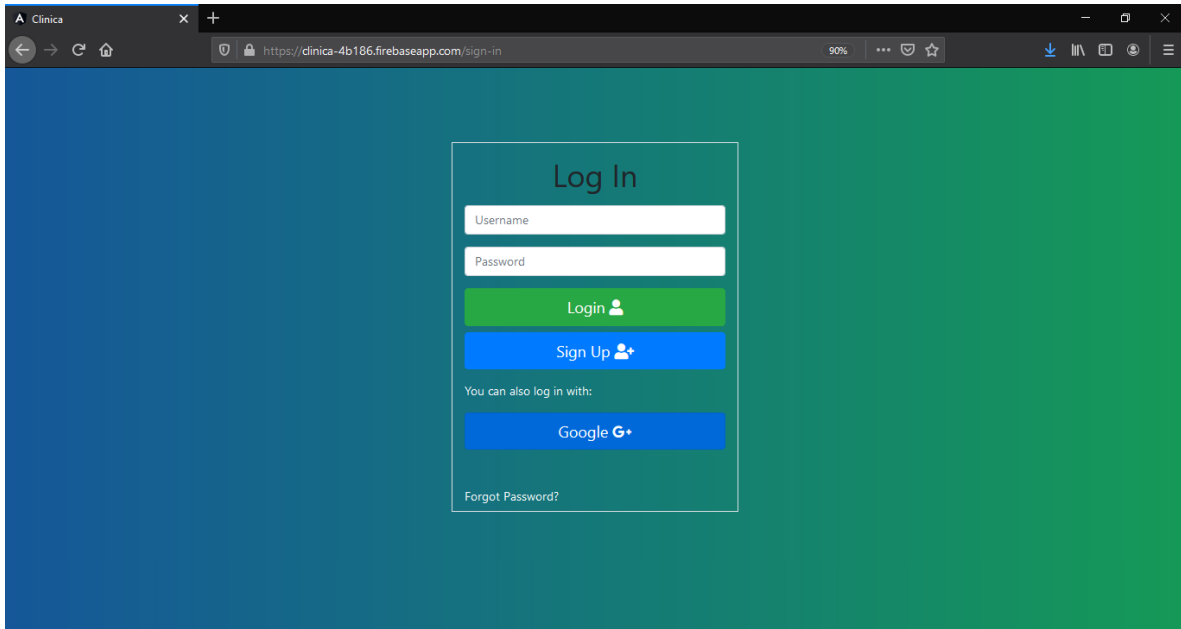 Clinica
https://clinica-4b186.firebaseapp.com/sign-in
90%
Log In
Username
Password
Login
Sign Up
You can also log in with:
Google G+
Forgot Password?